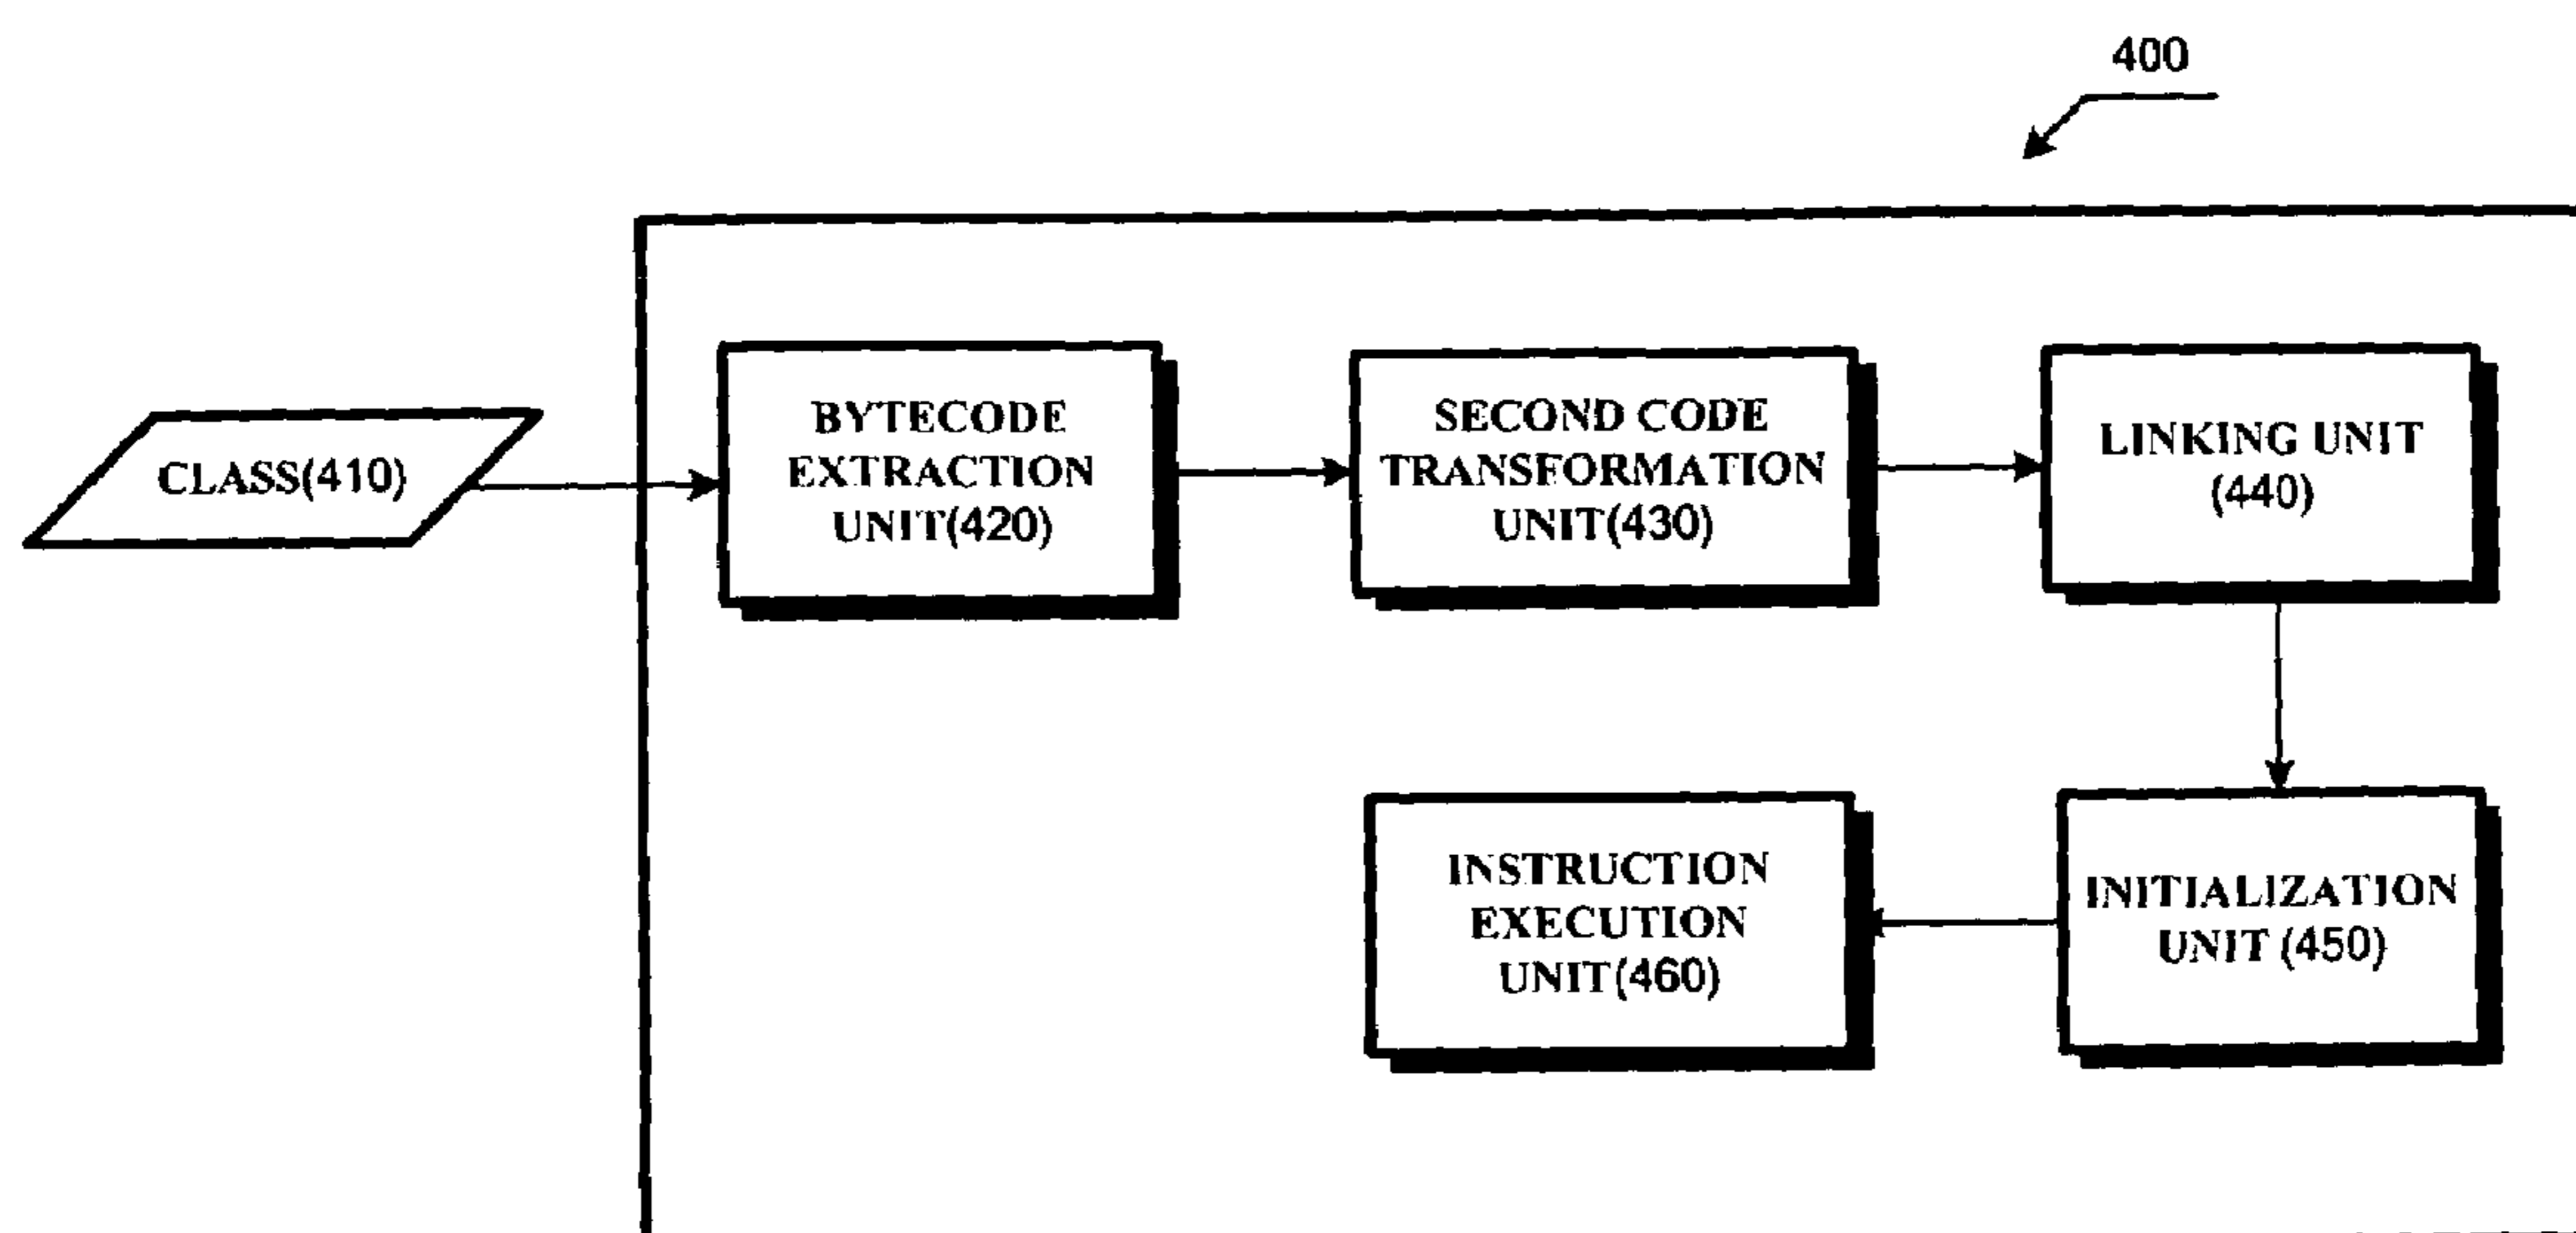 400
CLASS(410)
BYTECODE
EXTRACTION
UNIT(420)
SECOND CODE
TRANSFORMATION
UNIT(430)
LINKING UNIT
(440)
INSTRUCTION
EXECUTION
UNIT(460)
INITIALIZATION
UNIT (450)